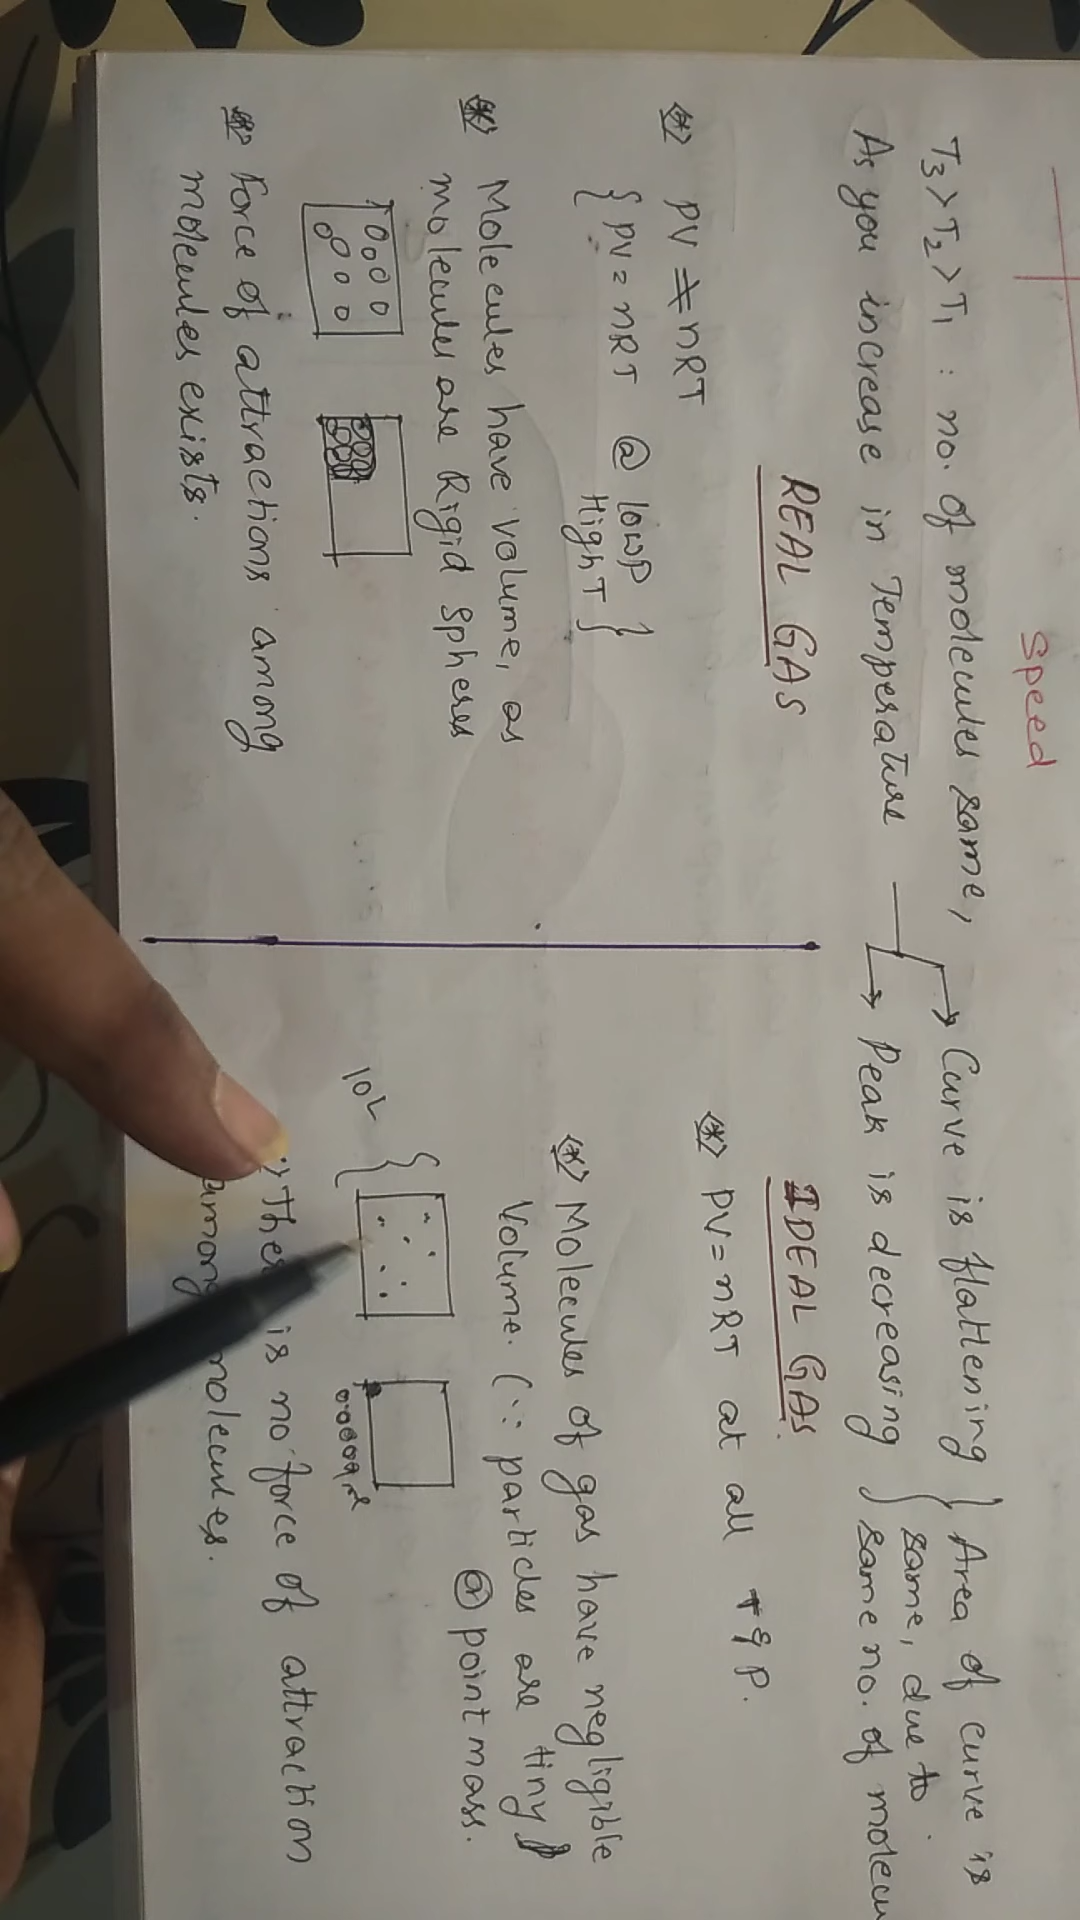 Speed
T3 > T2 > T1 : no. of molecules same,
As you increase in Temperature
→ Curve is flattening
→ Peak is decreasing
} Area of curve is
same, due to
same no. of molecu
REAL GAS
(*) PV ≠ nRT
{ PV = nRT @ low P
High T }
(*) Molecules have volume, as
molecules are Rigid Spheres
(*) Force of attractions among
molecules exists.
IDEAL GAS
(*) PV = nRT at all T & P.
(*) Molecules of gas have negligible
Volume. (∵ particles are tiny
(or) point mass.
10 L
is no force of attraction
among molecules.